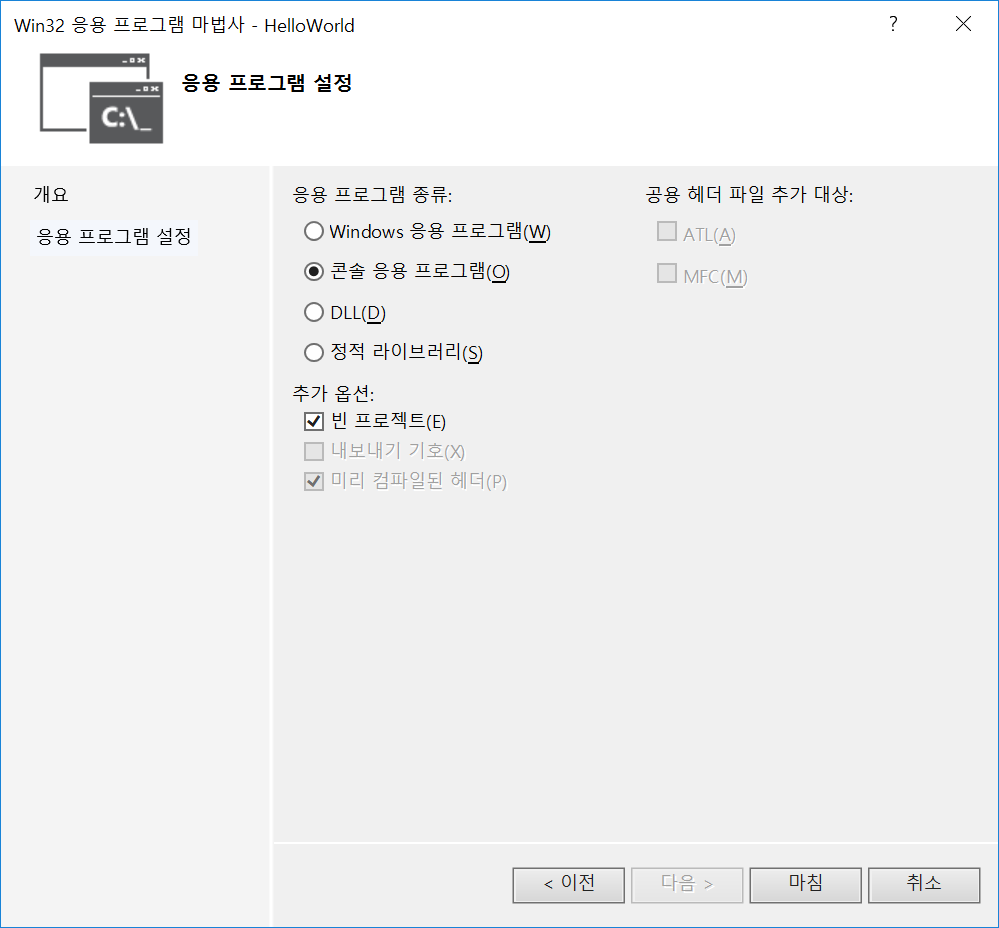 Win32 응용 프로그램 마법사 - HelloWorld
?
C:\_
응용 프로그램 설정
개요
응용 프로그램 설정
응용 프로그램 종류:
Windows 응용 프로그램(W)
콘솔 응용 프로그램(O)
DLL(D)
정적 라이브러리(S)
추가 옵션:
빈 프로젝트(E)
내보내기 기호(X)
미리 컴파일된 헤더(P)
공용 헤더 파일 추가 대상:
ATL(A)
MFC(M)
< 이전
다음 >
마침
취소